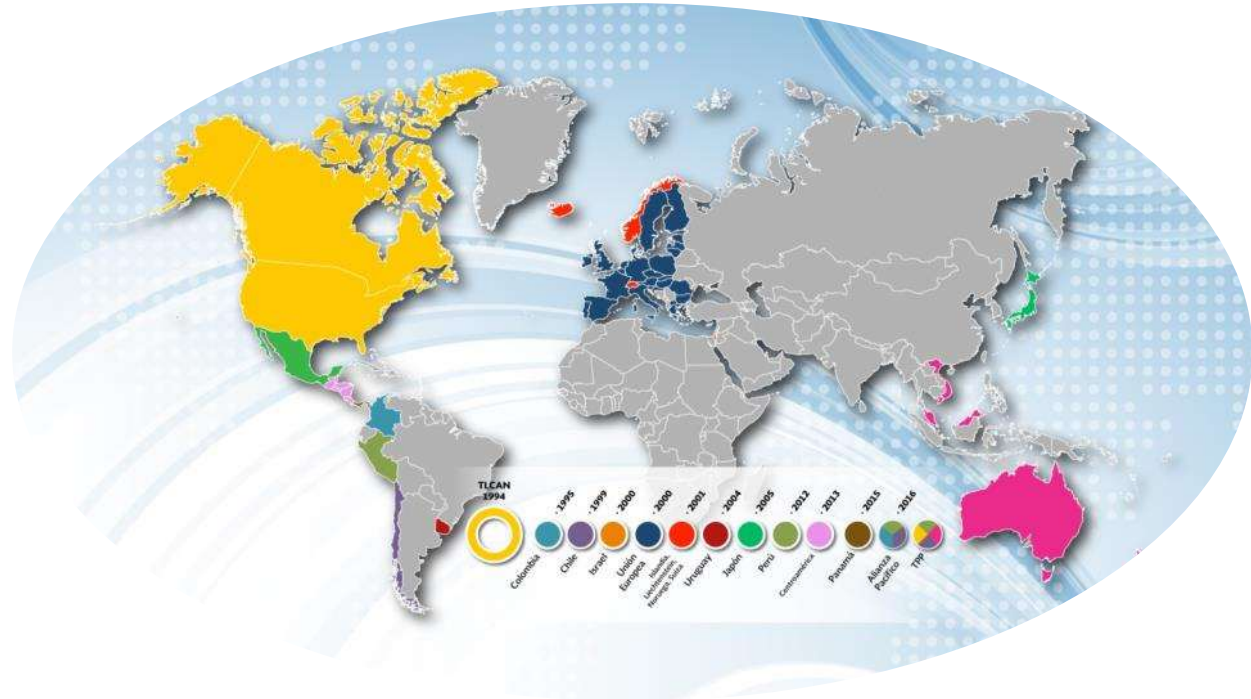 TLCAN
1994
· 1995
· 1999
· 2000
· 2000
· 2001
· 2004
· 2005
· 2012
· 2013
· 2015
· 2016
Colombia
Chile
Israel
Unión
Europea
Islandia,
Liechtenstein,
Noruega, Suiza
Uruguay
Japón
Perú
Centroamérica
Panamá
Alianza
Pacífico
TPP